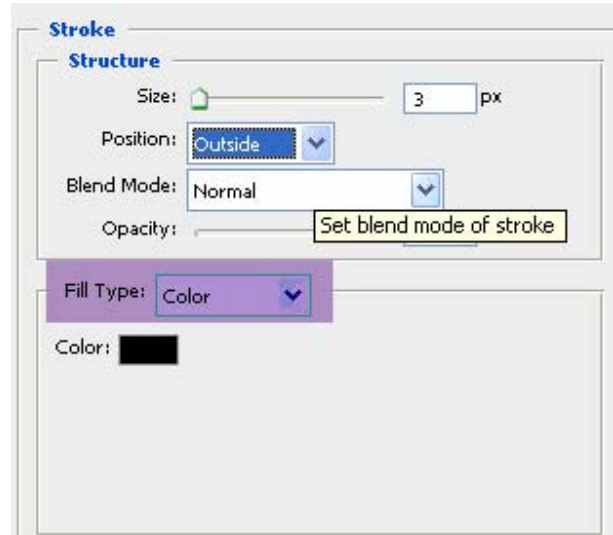 Stroke
Structure
Size: 3 px
Position: Outside
Blend Mode: Normal
Opacity: Set blend mode of stroke
Fill Type: Color
Color: